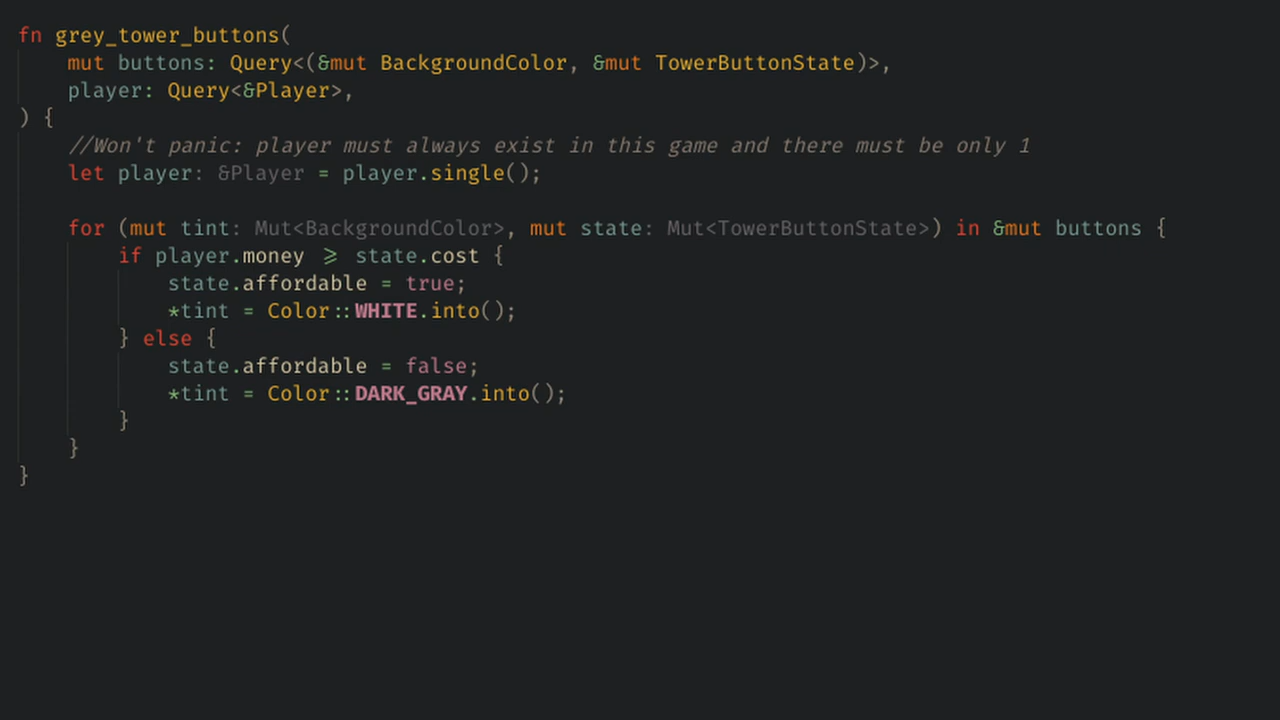 fn grey_tower_buttons(
    mut buttons: Query<(&mut BackgroundColor, &mut TowerButtonState)>,
    player: Query<&Player>,
) {
    //Won't panic: player must always exist in this game and there must be only 1
    let player: &Player = player.single();
    for (mut tint: Mut<BackgroundColor>, mut state: Mut<TowerButtonState>) in &mut buttons {
        if player.money >= state.cost {
            state.affordable = true;
            *tint = Color::WHITE.into();
        } else {
            state.affordable = false;
            *tint = Color::DARK_GRAY.into();
        }
    }
}